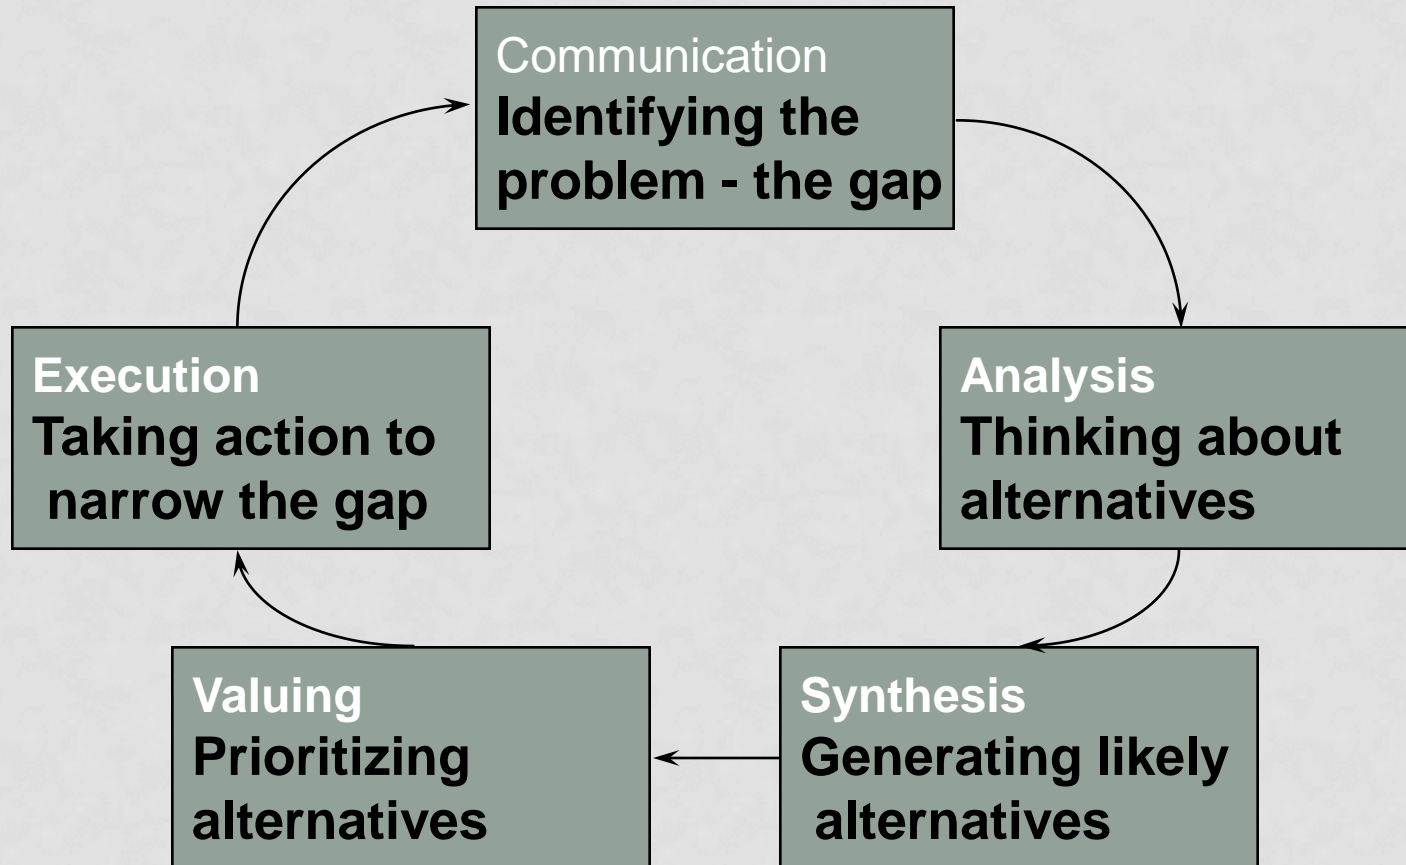 Communication
Identifying the
problem - the gap
Analysis
Thinking about
alternatives
Synthesis
Generating likely
alternatives
Valuing
Prioritizing
alternatives
Execution
Taking action to
narrow the gap